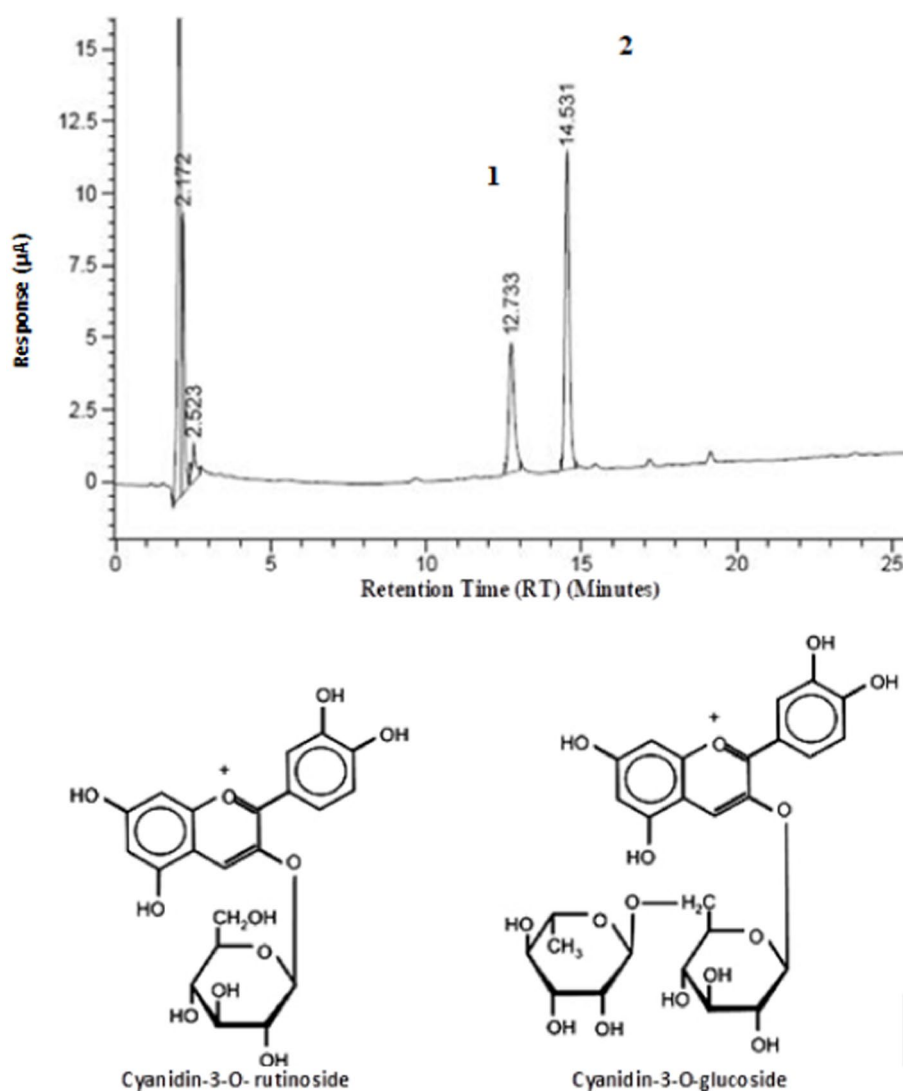 15
12.5
10
7.5
5
2.5
0
Response (μA)
2.172
2.523
1
12.733
2
14.531
0 5 10 15 20 25
Retention Time (RT) (Minutes)
OH
OH
+
HO
O
O
HO
CH₂OH
O
OH
HO
OH
OH
Cyanidin-3-O- rutinoside
OH
OH
+
HO
O
O
HO
O
H₂C
HO
O
CH₃
O
OH
HO
OH
OH
OH
OH
Cyanidin-3-O-glucoside